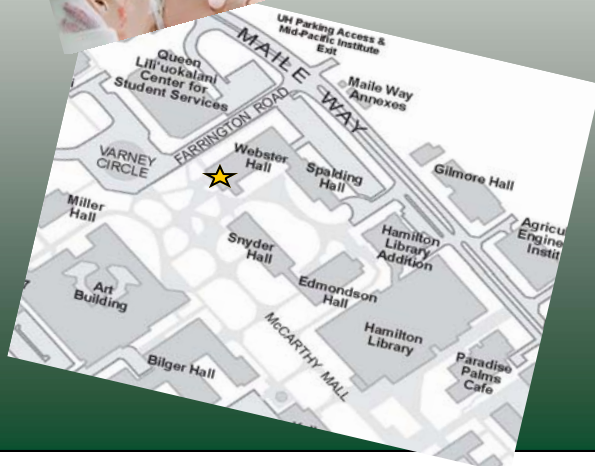 UH Parking Access &
Mid-Pacific Institute
Exit
MAILE WAY
Queen
Lili'uokalani
Center for
Student Services
Maile Way
Annexes
FARRINGTON ROAD
VARNEY
CIRCLE
Webster
Hall
Spalding
Hall
Gilmore Hall
Miller
Hall
Snyder
Hall
Hamilton
Library
Addition
Agricu
Engine
Instit
Art
Building
Edmondson
Hall
McCARTHY MALL
Hamilton
Library
Paradise
Palms
Cafe
Bilger Hall